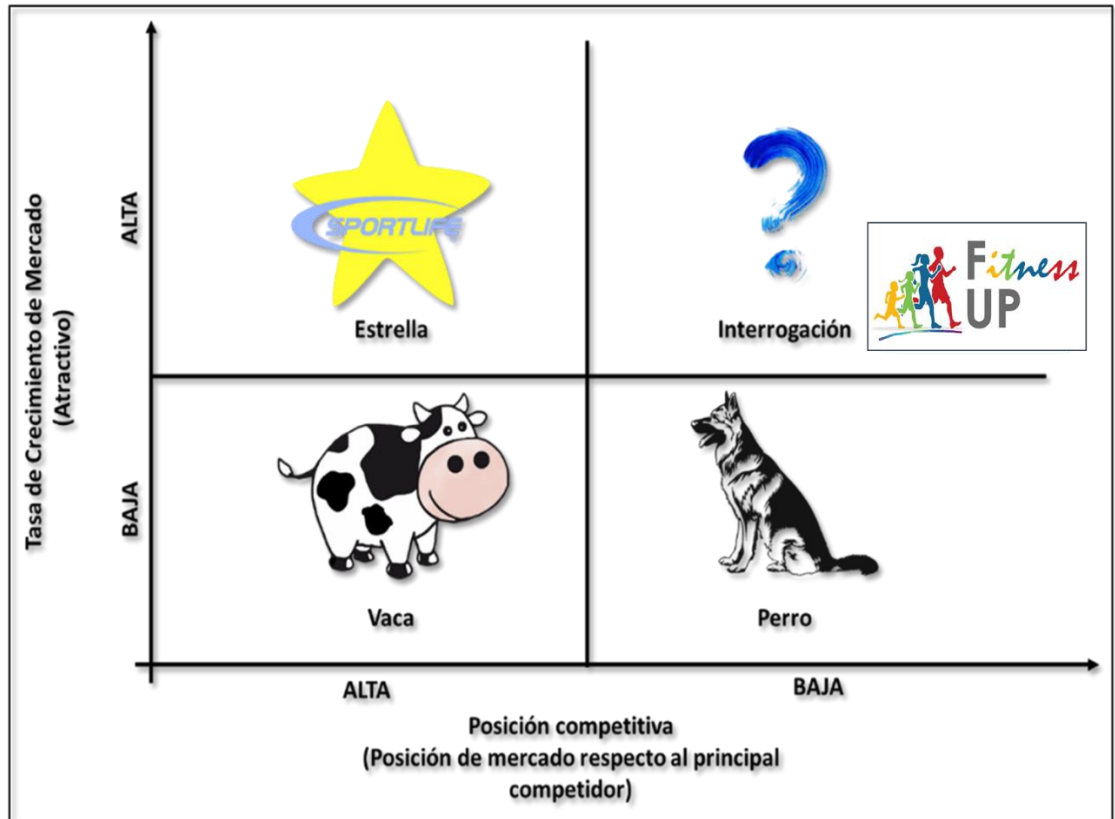 Tasa de Crecimiento de Mercado
(Atractivo)
ALTA
BAJA
SPORTLIFE
Estrella
Interrogación
Fitness
UP
Vaca
Perro
ALTA
BAJA
Posición competitiva
(Posición de mercado respecto al principal
competidor)